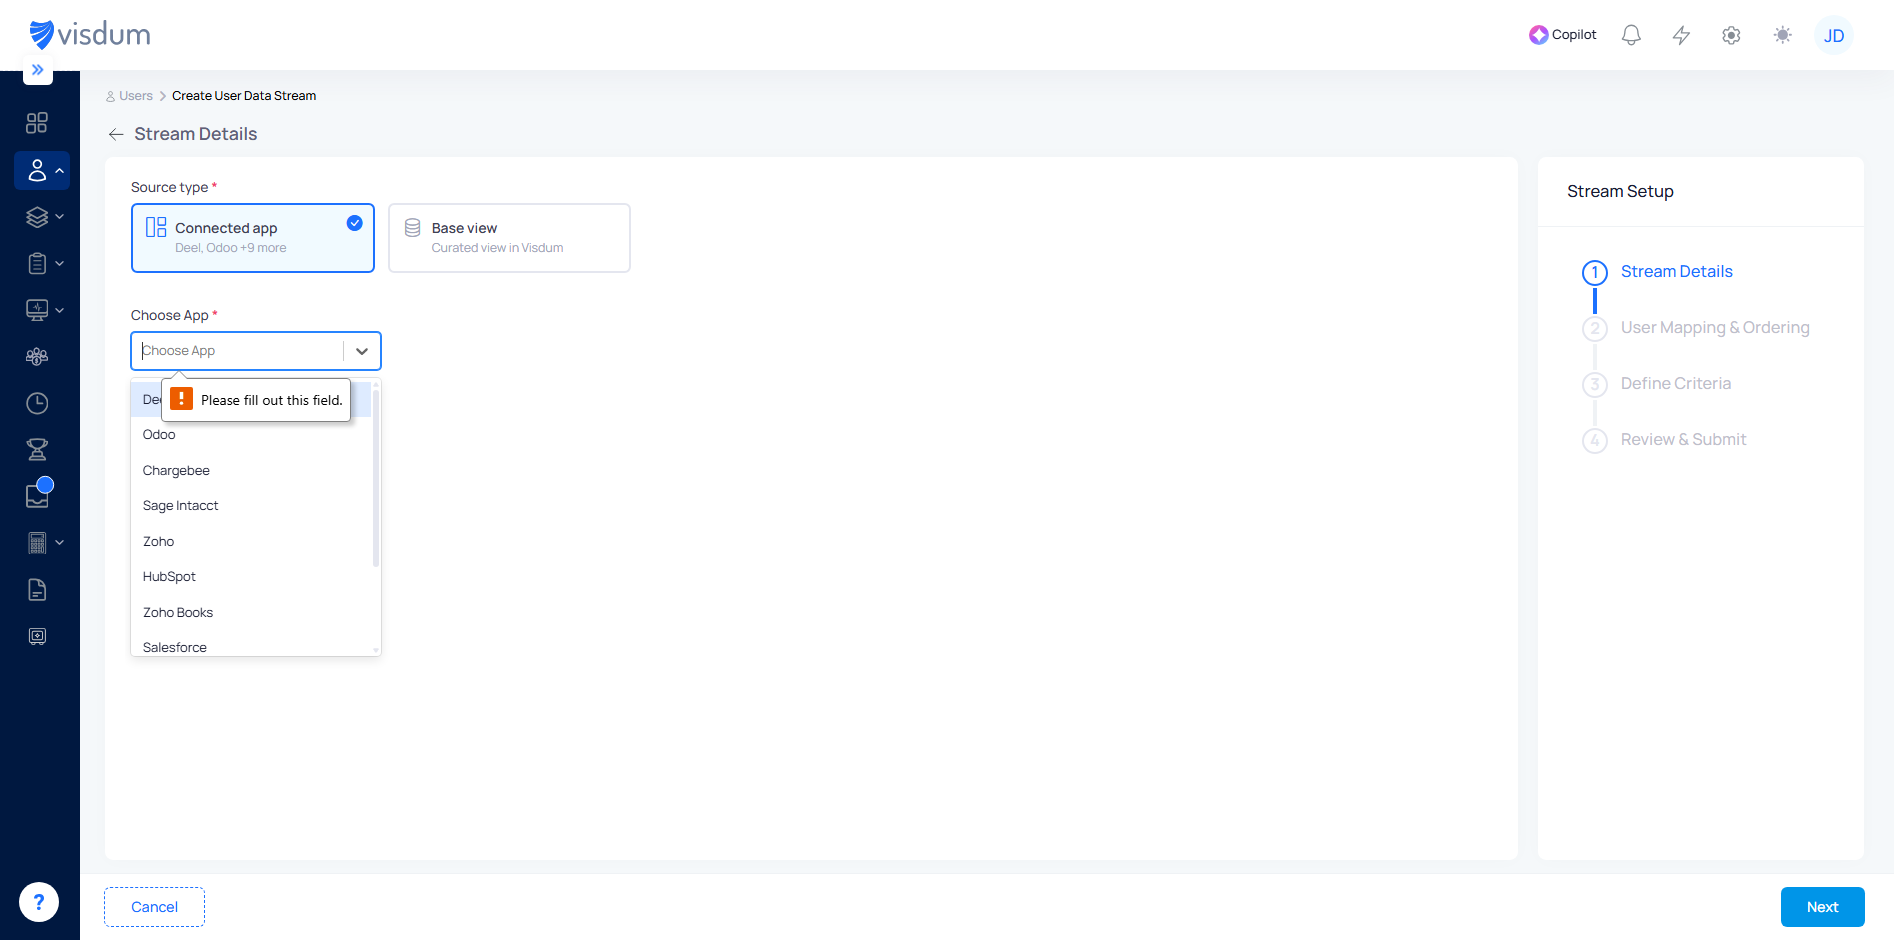 visdum
Copilot
JD
Users > Create User Data Stream
Stream Details
Source type *
Connected app
Deel, Odoo +9 more
Base view
Curated view in Visdum
Choose App *
Choose App
Please fill out this field.
Odoo
Chargebee
Sage Intacct
Zoho
HubSpot
Zoho Books
Salesforce
Stream Setup
1 Stream Details
2 User Mapping & Ordering
3 Define Criteria
4 Review & Submit
?
Cancel
Next